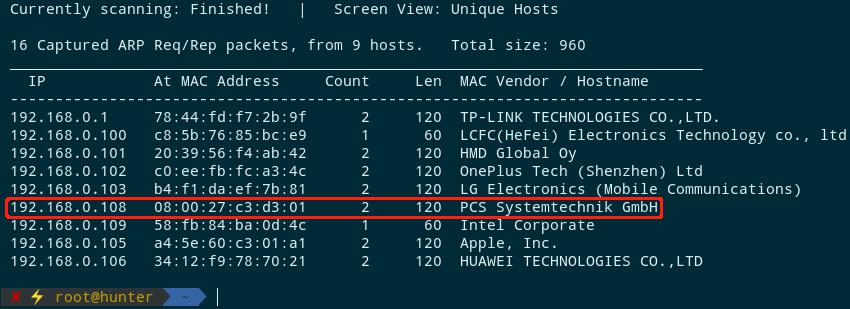 Currently scanning: Finished!   |   Screen View: Unique Hosts
16 Captured ARP Req/Rep packets, from 9 hosts.   Total size: 960
_____________________________________________________________________________
IP            At MAC Address     Count     Len  MAC Vendor / Hostname
-----------------------------------------------------------------------------
192.168.0.1     78:44:fd:f7:2b:9f      2     120  TP-LINK TECHNOLOGIES CO.,LTD.
192.168.0.100   c8:5b:76:85:bc:e9      1      60  LCFC(HeFei) Electronics Technology co., ltd
192.168.0.101   20:39:56:f4:ab:42      2     120  HMD Global Oy
192.168.0.102   c0:ee:fb:fc:a3:4c      2     120  OnePlus Tech (Shenzhen) Ltd
192.168.0.103   b4:f1:da:ef:7b:81      2     120  LG Electronics (Mobile Communications)
192.168.0.108   08:00:27:c3:d3:01      2     120  PCS Systemtechnik GmbH
192.168.0.109   58:fb:84:ba:0d:4c      1      60  Intel Corporate
192.168.0.105   a4:5e:60:c3:01:a1      2     120  Apple, Inc.
192.168.0.106   34:12:f9:78:70:21      2     120  HUAWEI TECHNOLOGIES CO.,LTD
✘ ⚡ root@hunter  ~